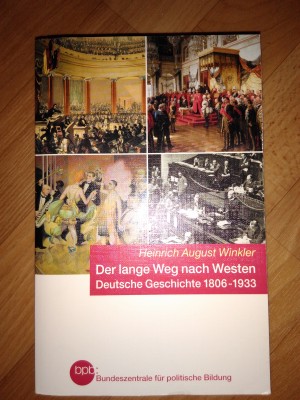 Heinrich August Winkler
Der lange Weg nach Westen
Deutsche Geschichte 1806-1933
bpb:
Bundeszentrale für politische Bildung